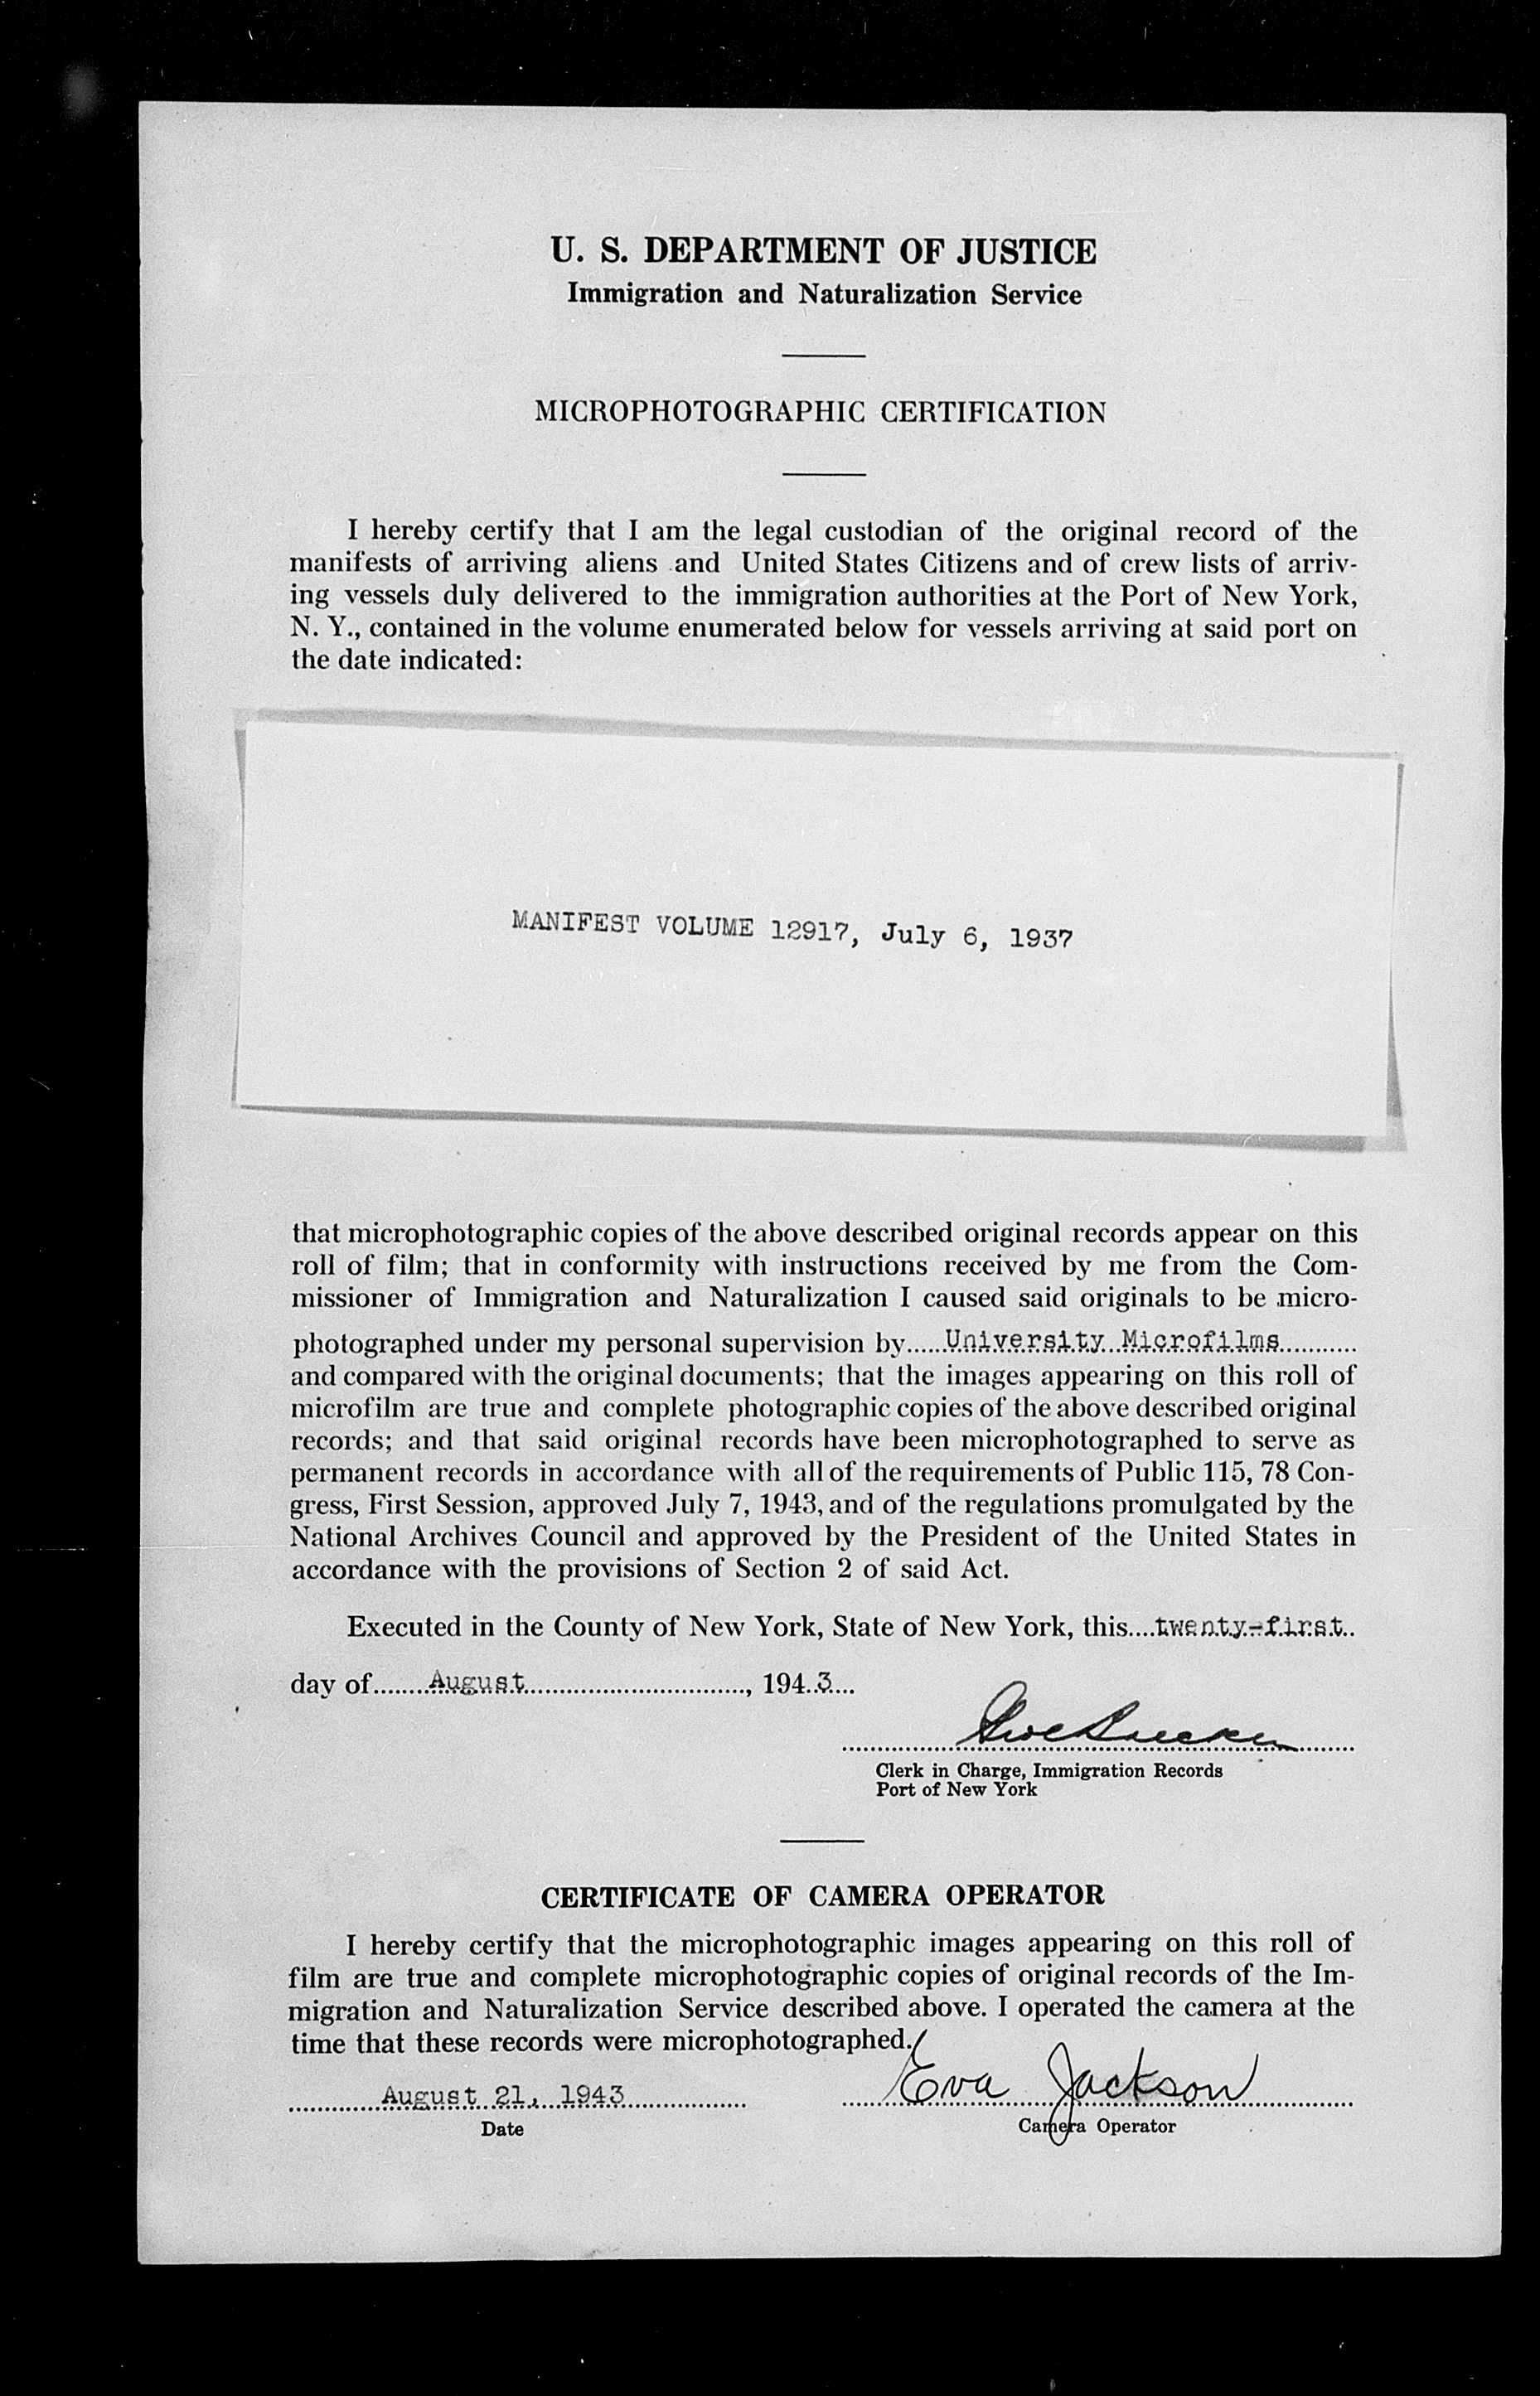 U. S. DEPARTMENT OF JUSTICE
Immigration and Naturalization Service
MICROPHOTOGRAPHIC CERTIFICATION
I hereby certify that I am the legal custodian of the original record of the
manifests of arriving aliens and United States Citizens and of crew lists of arriv-
ing vessels duly delivered to the immigration authorities at the Port of New York,
N. Y., contained in the volume enumerated below for vessels arriving at said port on
the date indicated:
MANIFEST VOLUME 12917, July 6, 1937
that microphotographic copies of the above described original records appear on this
roll of film; that in conformity with instructions received by me from the Com-
missioner of Immigration and Naturalization I caused said originals to be micro-
photographed under my personal supervision by......University Microfilms...........
and compared with the original documents; that the images appearing on this roll of
microfilm are true and complete photographic copies of the above described original
records; and that said original records have been microphotographed to serve as
permanent records in accordance with all of the requirements of Public 115, 78 Con-
gress, First Session, approved July 7, 1943, and of the regulations promulgated by the
National Archives Council and approved by the President of the United States in
accordance with the provisions of Section 2 of said Act.
Executed in the County of New York, State of New York, this....twenty-first..
day of........August................................, 194..3....
Clerk in Charge, Immigration Records
Port of New York
CERTIFICATE OF CAMERA OPERATOR
I hereby certify that the microphotographic images appearing on this roll of
film are true and complete microphotographic copies of original records of the Im-
migration and Naturalization Service described above. I operated the camera at the
time that these records were microphotographed.
August 21, 1943 Eva Jackson
Date Camera Operator